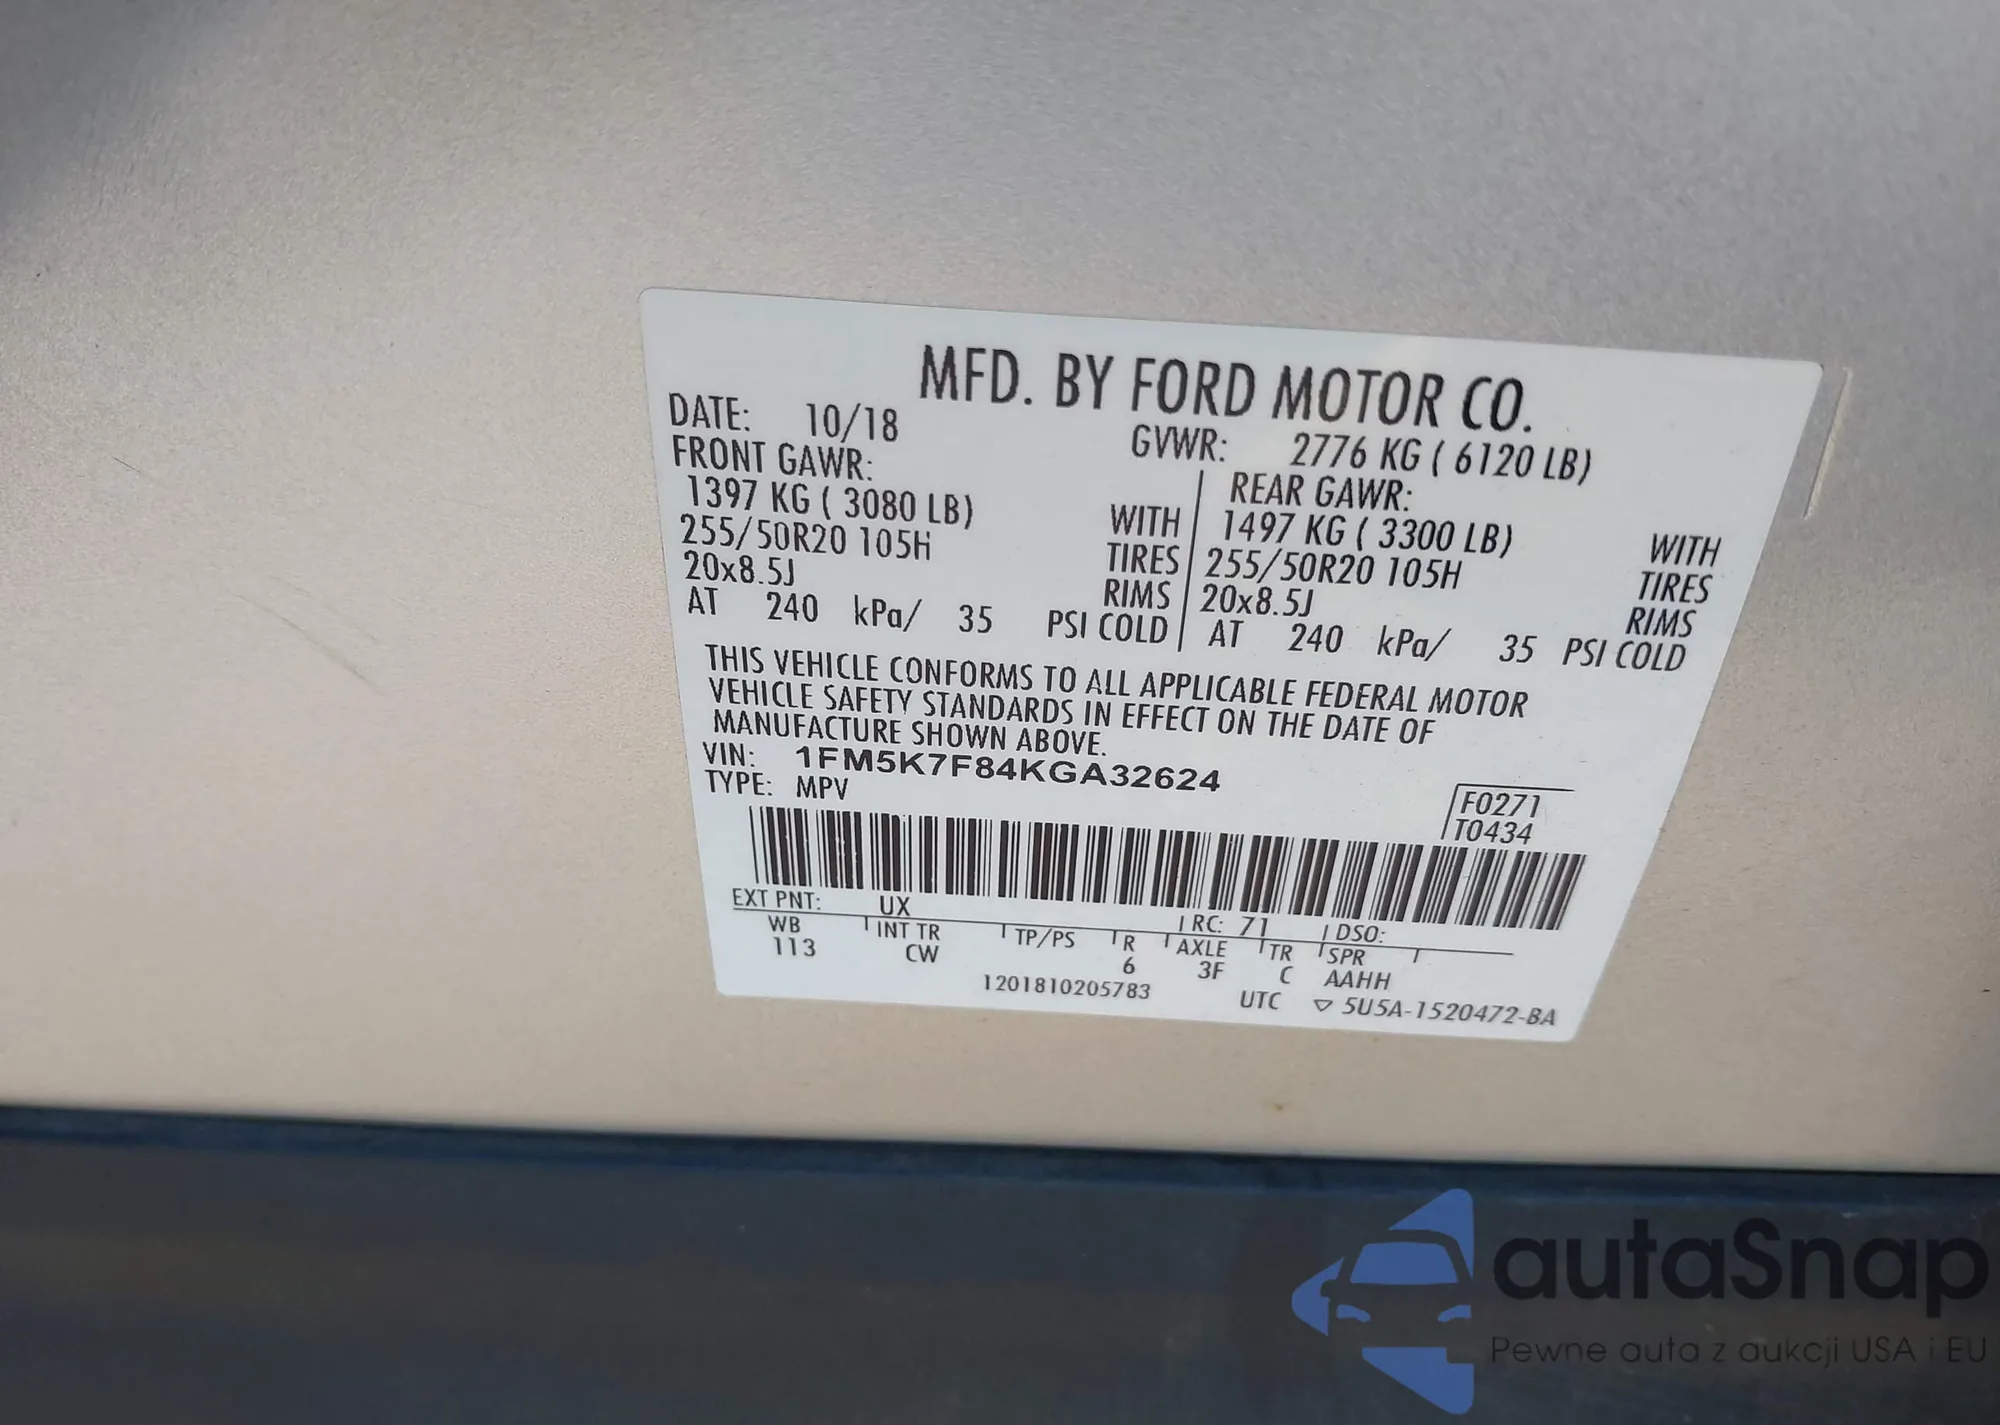 MFD. BY FORD MOTOR CO.
DATE: 10/18 GVWR: 2776 KG ( 6120 LB)
FRONT GAWR: REAR GAWR:
1397 KG ( 3080 LB) WITH 1497 KG ( 3300 LB) WITH
255/50R20 105H TIRES 255/50R20 105H TIRES
20x8.5J RIMS 20x8.5J RIMS
AT 240 kPa/ 35 PSI COLD AT 240 kPa/ 35 PSI COLD
THIS VEHICLE CONFORMS TO ALL APPLICABLE FEDERAL MOTOR
VEHICLE SAFETY STANDARDS IN EFFECT ON THE DATE OF
MANUFACTURE SHOWN ABOVE.
VIN: 1FM5K7F84KGA32624
TYPE: MPV
F0271
T0434
EXT PNT: UX RC: 71 DSO:
WB INT TR TP/PS R AXLE TR SPR
113 CW 6 3F C AAHH
1201810205783 UTC ▽ 5U5A-1520472-BA
autaSnap
Pewne auta z aukcji USA i EU